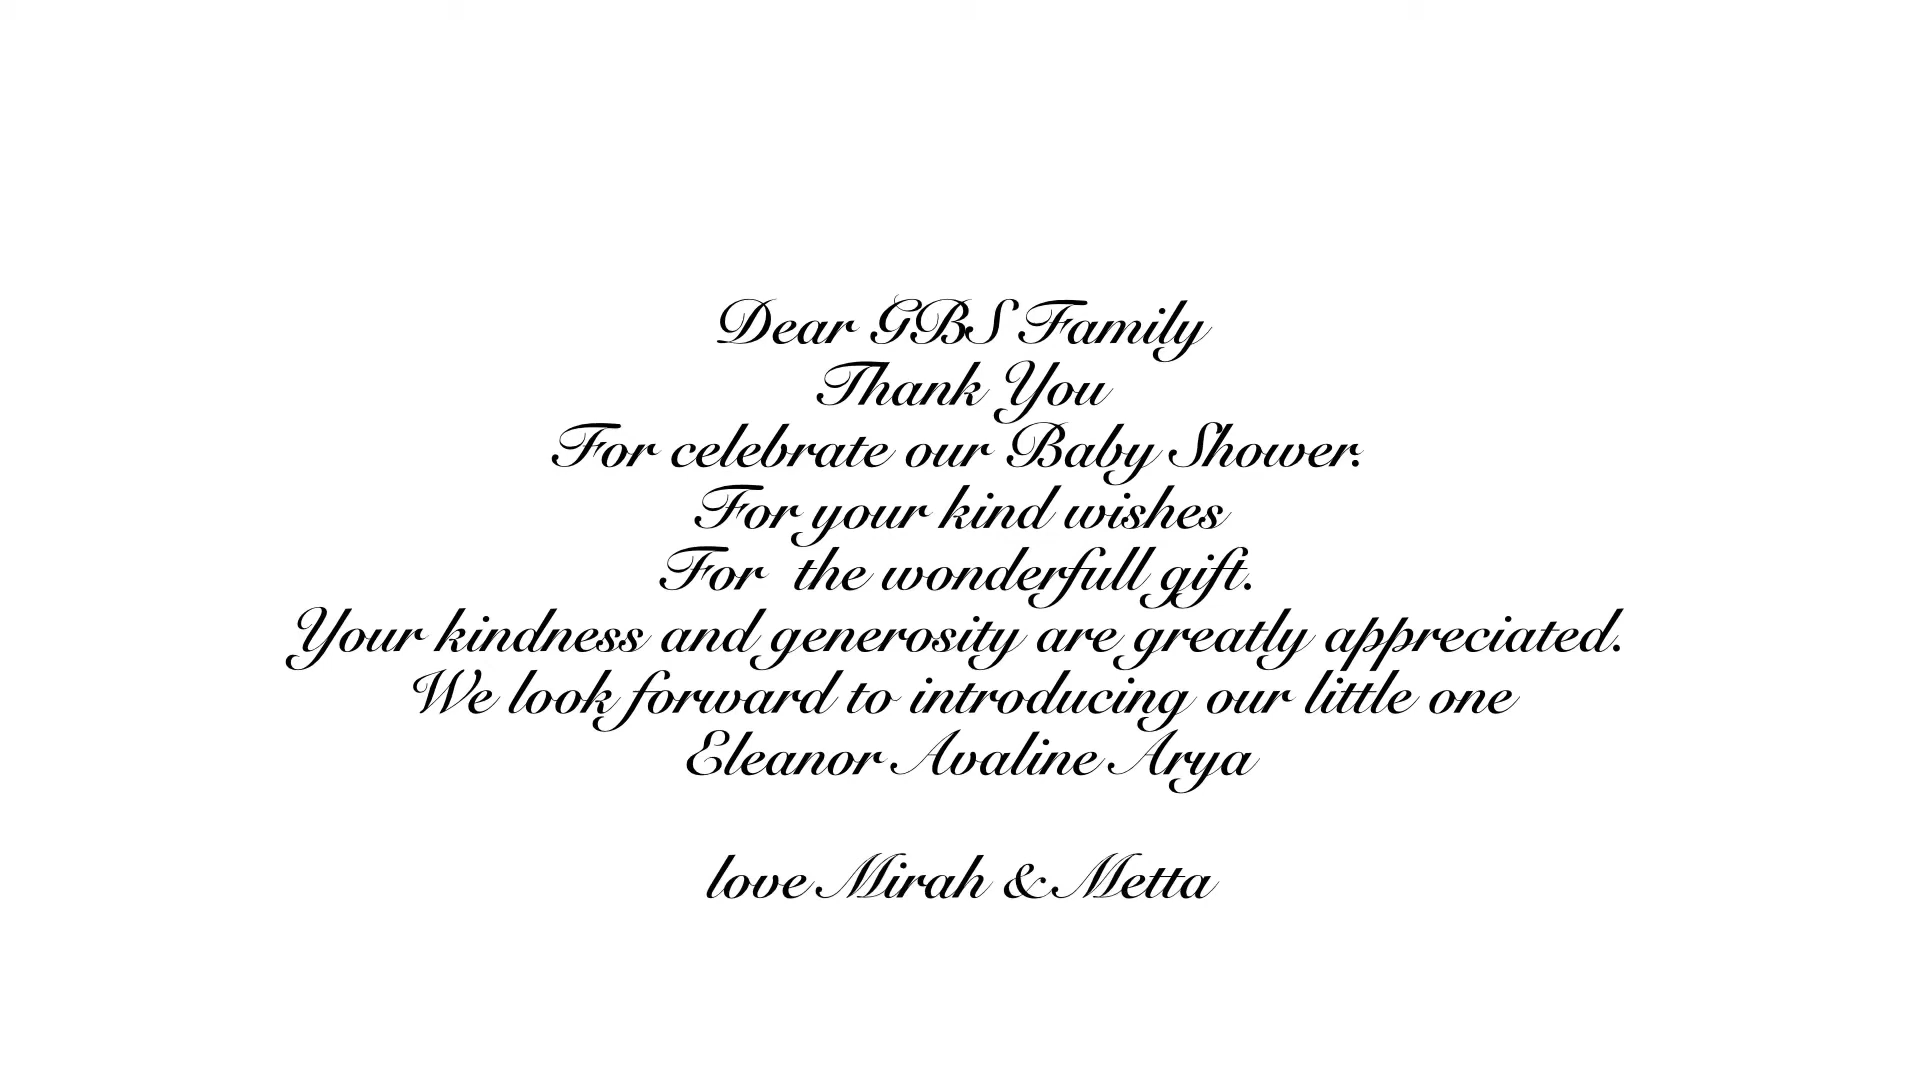 Dear GBS Family
Thank You
For celebrate our Baby Shower.
For your kind wishes
For  the wonderfull gift.
Your kindness and generosity are greatly appreciated.
We look forward to introducing our little one
Eleanor Avaline Arya
love Mirah & Metta